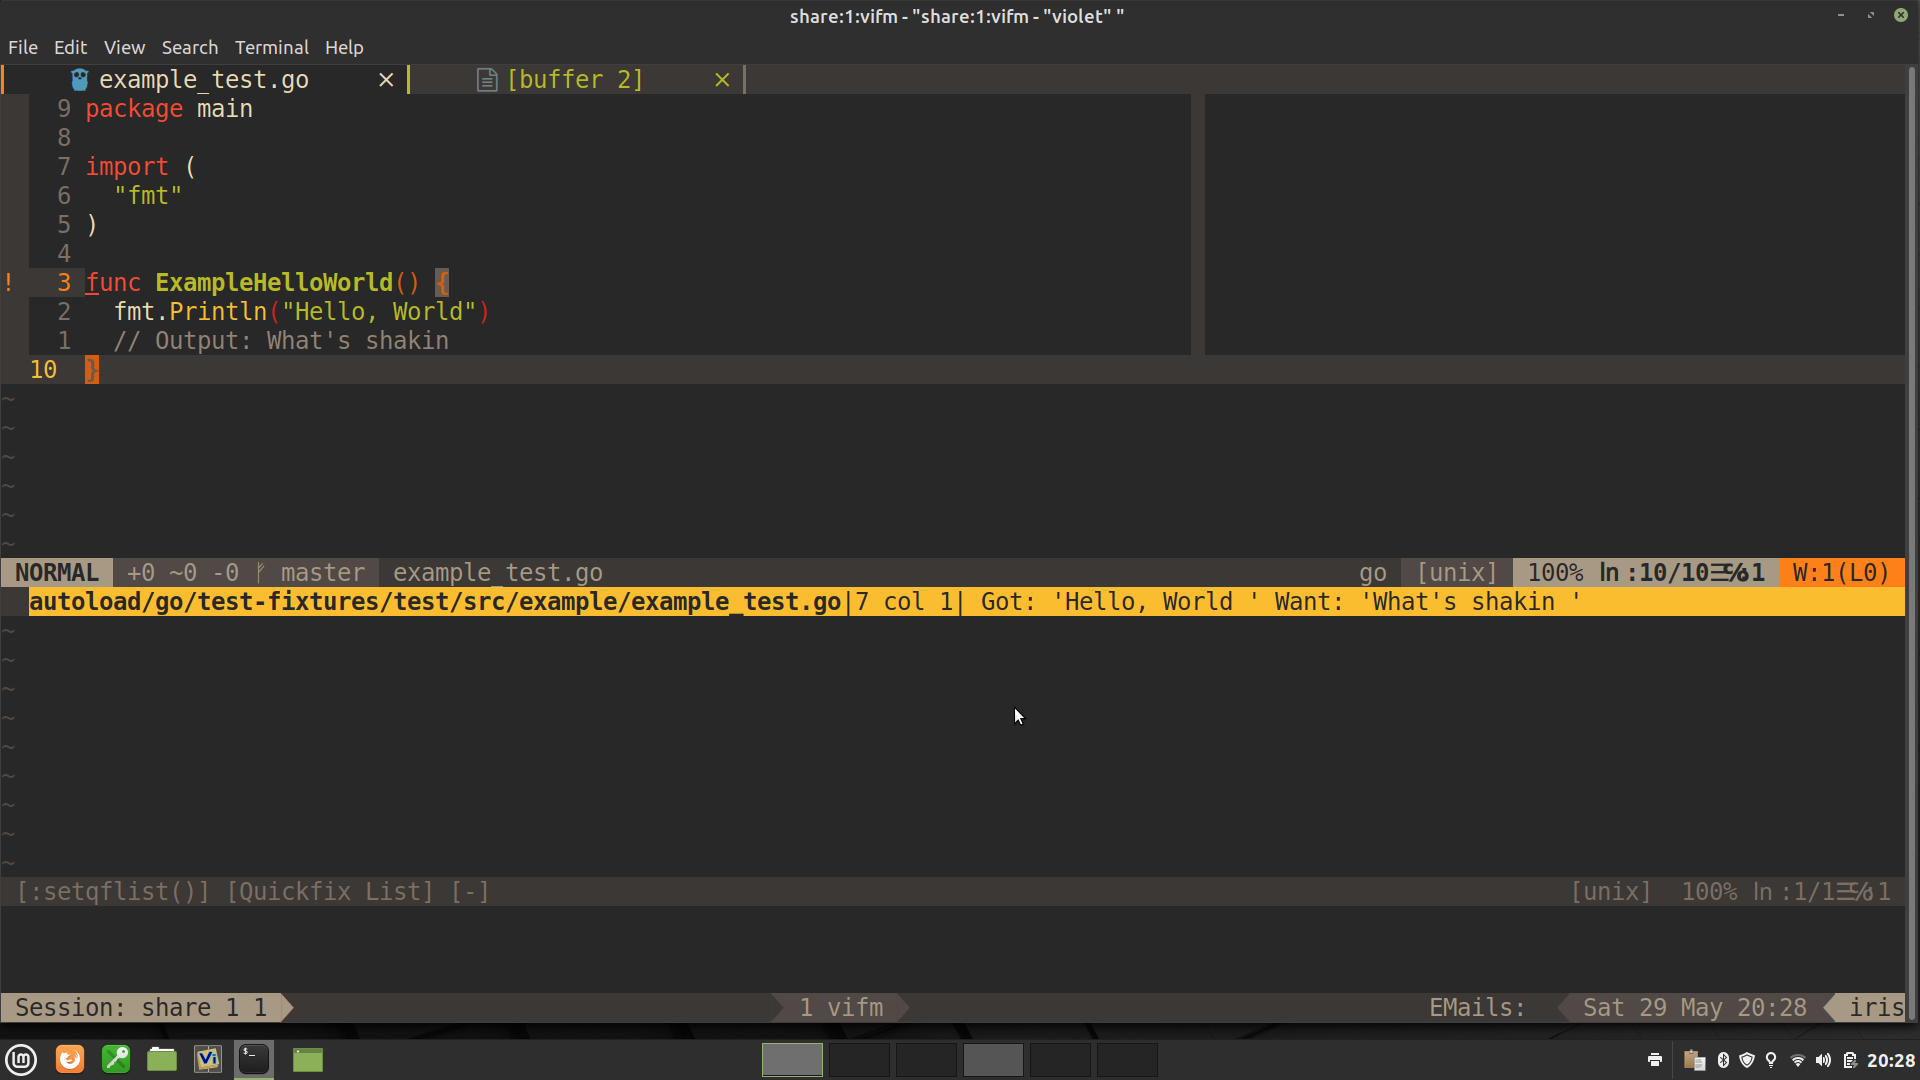 share:1:vifm - "share:1:vifm - "violet" "
File Edit View Search Terminal Help
example_test.go × [buffer 2] ×
9 package main
8
7 import (
6 "fmt"
5 )
4
! 3 func ExampleHelloWorld() {
2 fmt.Println("Hello, World")
1 // Output: What's shakin
10 }
~
~
~
~
~
~
NORMAL +0 ~0 -0 master example_test.go go [unix] 100% ln :10/10☰℅:1 W:1(L0)
autoload/go/test-fixtures/test/src/example/example_test.go|7 col 1| Got: 'Hello, World ' Want: 'What's shakin '
~
~
~
~
~
~
~
~
~
[:setqflist()] [Quickfix List] [-] [unix] 100% ln :1/1☰℅:1
Session: share 1 1 1 vifm EMails: Sat 29 May 20:28 iris
Vi $_ 20:28